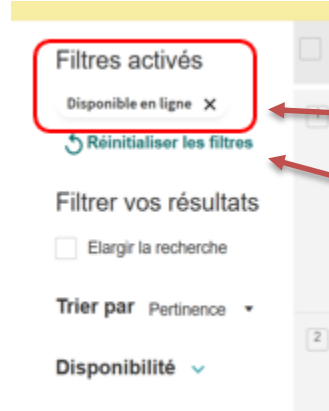 Filtres activés
Disponible en ligne X
Réinitialiser les filtres
Filtrer vos résultats
Elargir la recherche
Trier par Pertinence
Disponibilité
1
2